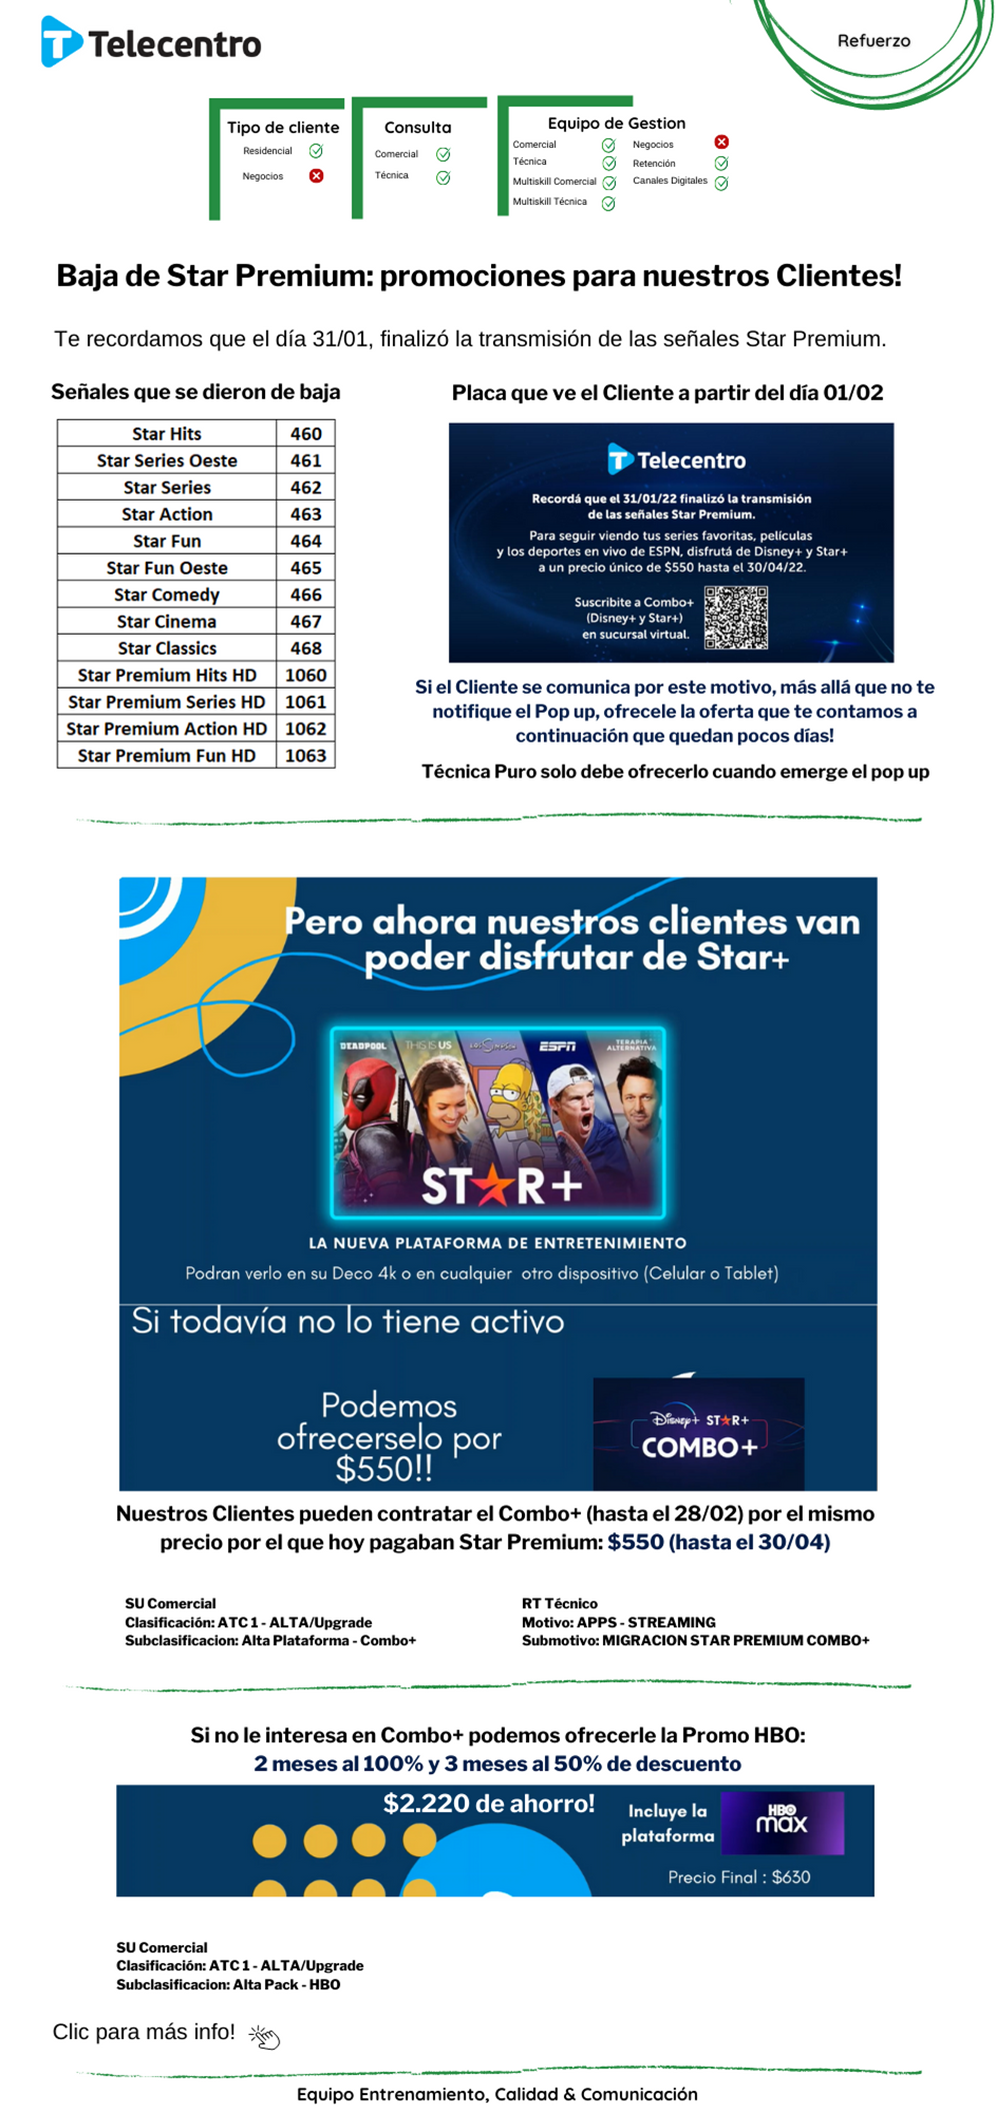 Telecentro
Refuerzo
Tipo de cliente
Residencial
Negocios
Consulta
Comercial
Técnica
Equipo de Gestion
Comercial
Técnica
Multiskill Comercial
Multiskill Técnica
Negocios
Retención
Canales Digitales
Baja de Star Premium: promociones para nuestros Clientes!
Te recordamos que el día 31/01, finalizó la transmisión de las señales Star Premium.
Señales que se dieron de baja
Star Hits 460
Star Series Oeste 461
Star Series 462
Star Action 463
Star Fun 464
Star Fun Oeste 465
Star Comedy 466
Star Cinema 467
Star Classics 468
Star Premium Hits HD 1060
Star Premium Series HD 1061
Star Premium Action HD 1062
Star Premium Fun HD 1063
Placa que ve el Cliente a partir del día 01/02
Telecentro
Recordá que el 31/01/22 finalizó la transmisión
de las señales Star Premium.
Para seguir viendo tus series favoritas, películas
y los deportes en vivo de ESPN, disfrutá de Disney+ y Star+
a un precio único de $550 hasta el 30/04/22.
Suscribite a Combo+
(Disney+ y Star+)
en sucursal virtual.
Si el Cliente se comunica por este motivo, más allá que no te
notifique el Pop up, ofrecele la oferta que te contamos a
continuación que quedan pocos días!
Técnica Puro solo debe ofrecerlo cuando emerge el pop up
Pero ahora nuestros clientes van
poder disfrutar de Star+
DEADPOOL
THIS IS US
LOS SIMPSON
ESPN
TERAPIA
ALTERNATIVA
STAR+
LA NUEVA PLATAFORMA DE ENTRETENIMIENTO
Podran verlo en su Deco 4k o en cualquier otro dispositivo (Celular o Tablet)
Si todavía no lo tiene activo
Podemos
ofrecerselo por
$550!!
Disney+ STAR+
COMBO+
Nuestros Clientes pueden contratar el Combo+ (hasta el 28/02) por el mismo
precio por el que hoy pagaban Star Premium: $550 (hasta el 30/04)
SU Comercial
Clasificación: ATC 1 - ALTA/Upgrade
Subclasificacion: Alta Plataforma - Combo+
RT Técnico
Motivo: APPS - STREAMING
Submotivo: MIGRACION STAR PREMIUM COMBO+
Si no le interesa en Combo+ podemos ofrecerle la Promo HBO:
2 meses al 100% y 3 meses al 50% de descuento
$2.220 de ahorro!
Incluye la
plataforma
HBO
max
Precio Final : $630
SU Comercial
Clasificación: ATC 1 - ALTA/Upgrade
Subclasificacion: Alta Pack - HBO
Clic para más info!
Equipo Entrenamiento, Calidad & Comunicación